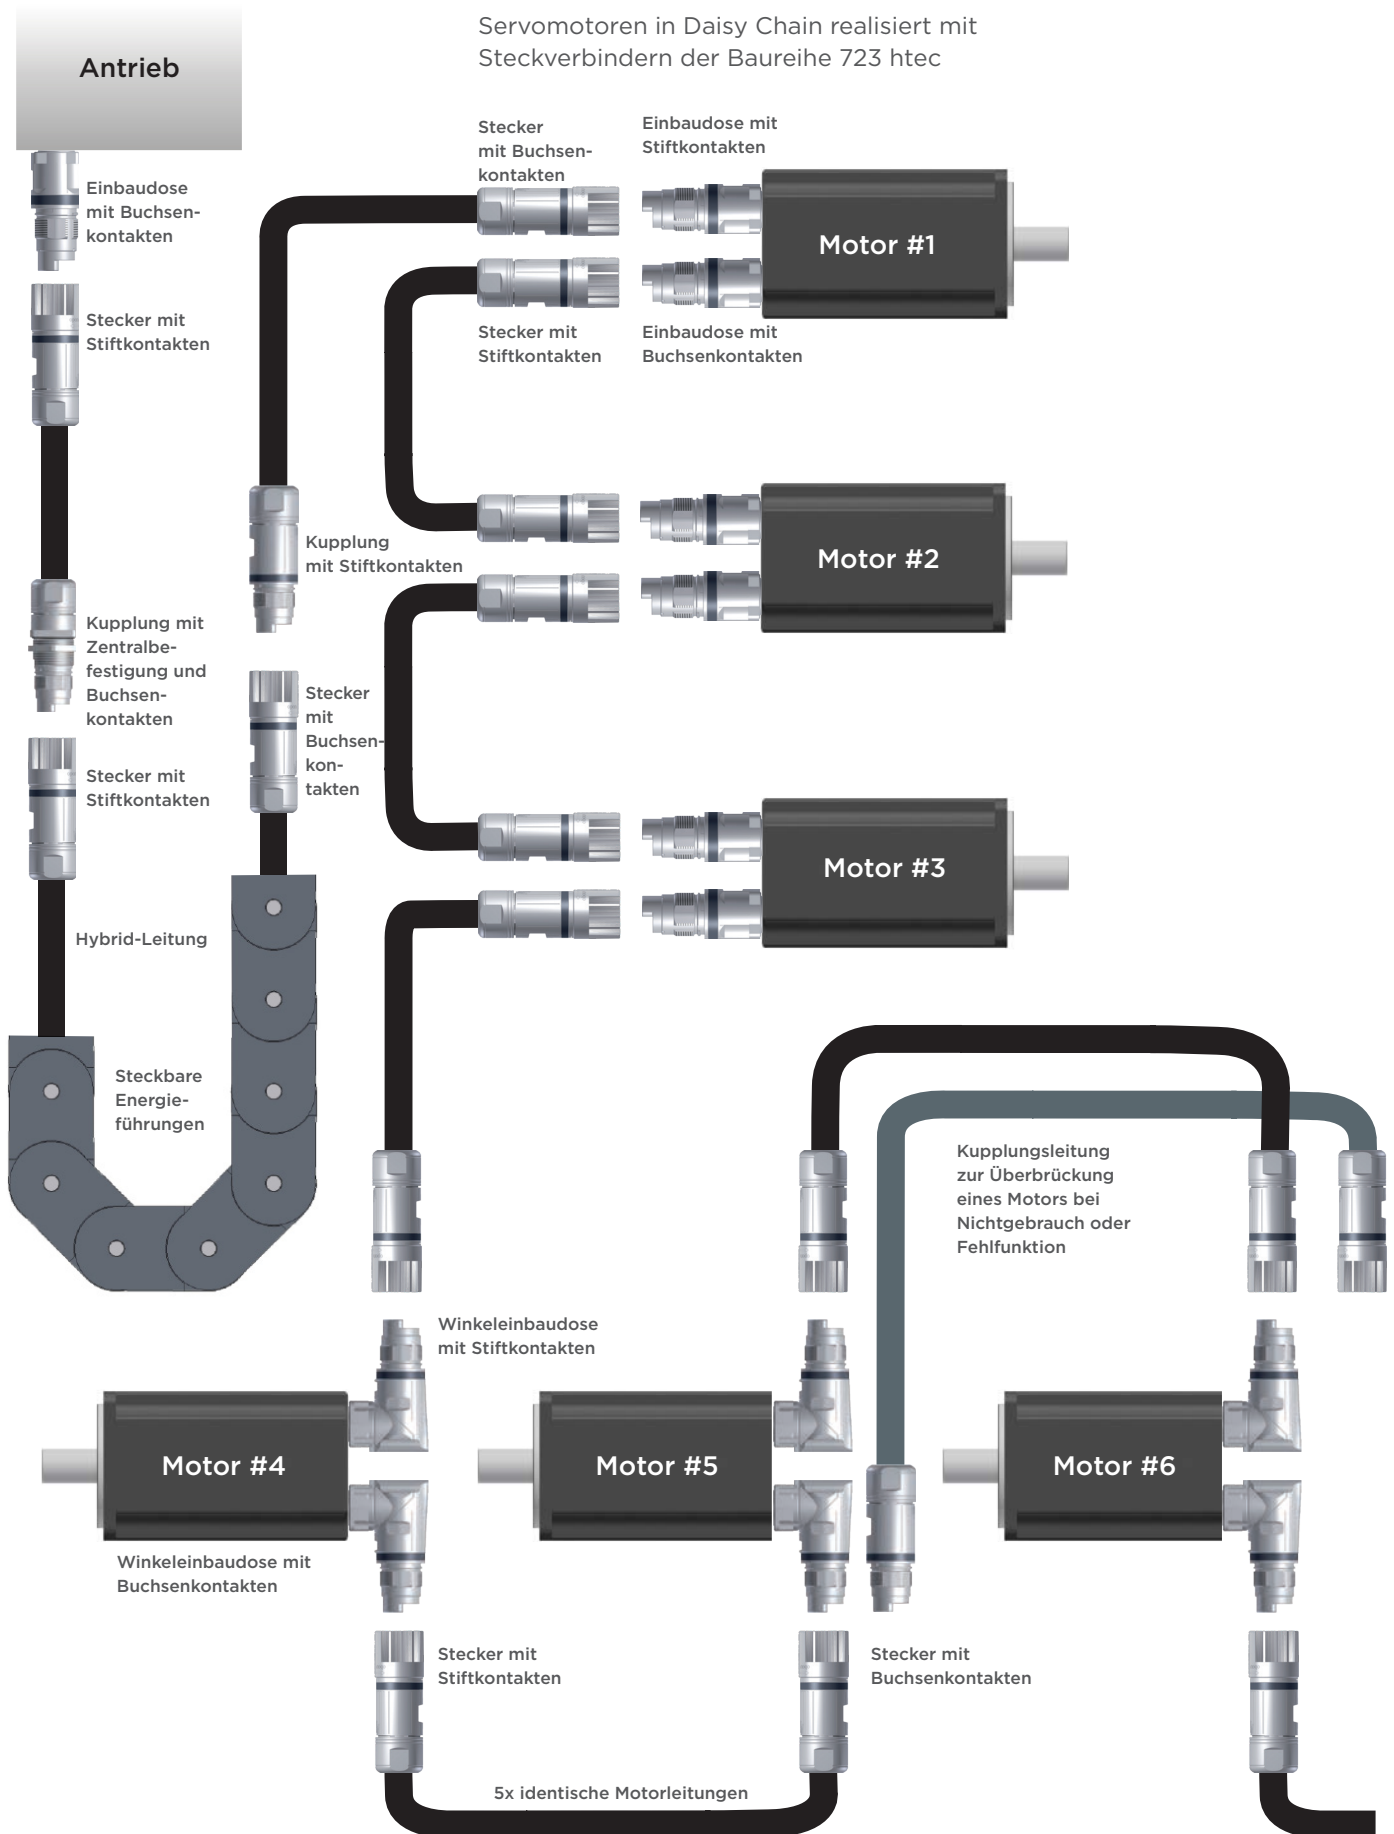 Servomotoren in Daisy Chain realisiert mit
Steckverbindern der Baureihe 723 htec
Antrieb
Einbaudose
mit Buchsen-
kontakten
Stecker mit
Stiftkontakten
Kupplung mit
Zentralbe-
festigung und
Buchsen-
kontakten
Stecker mit
Stiftkontakten
Hybrid-Leitung
Steckbare
Energie-
führungen
Stecker
mit
Buchsen-
kon-
takten
Kupplung
mit Stiftkontakten
Stecker
mit Buchsen-
kontakten
Einbaudose mit
Stiftkontakten
Motor #1
Stecker mit
Stiftkontakten
Einbaudose mit
Buchsenkontakten
Motor #2
Motor #3
Kupplungsleitung
zur Überbrückung
eines Motors bei
Nichtgebrauch oder
Fehlfunktion
Winkeleinbaudose
mit Stiftkontakten
Motor #4
Motor #5
Motor #6
Winkeleinbaudose mit
Buchsenkontakten
Stecker mit
Stiftkontakten
Stecker mit
Buchsenkontakten
5x identische Motorleitungen